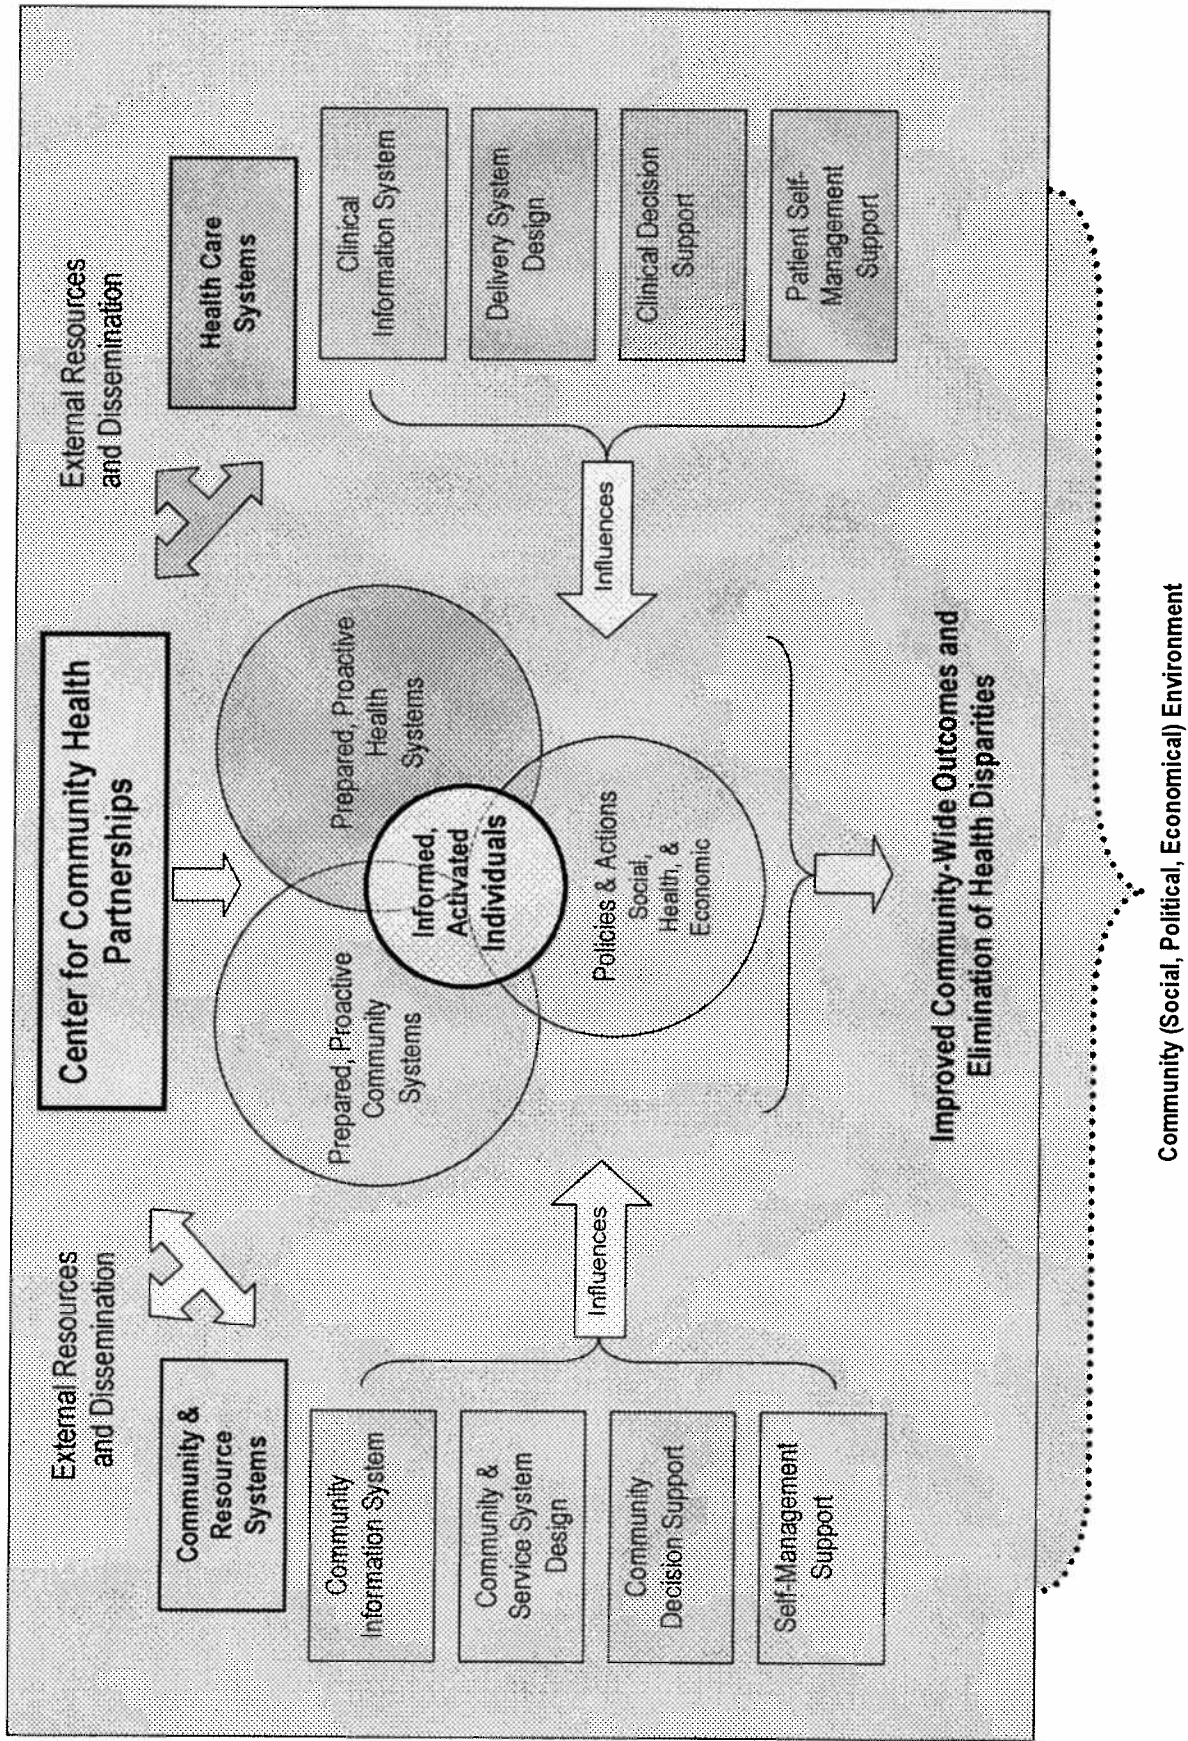 External Resources
and Dissemination
Center for Community Health
Partnerships
External Resources
and Dissemination
Community &
Resource
Systems
Health Care
Systems
Community
Information System
Community &
Service System
Design
Community
Decision Support
Self-Management
Support
Influences
Prepared, Proactive
Community
Systems
Prepared, Proactive
Health
Systems
Informed,
Activated
Individuals
Policies & Actions
Social,
Health, &
Economic
Influences
Clinical
Information System
Delivery System
Design
Clinical Decision
Support
Patient Self-
Management
Support
Improved Community-Wide Outcomes and
Elimination of Health Disparities
Community (Social, Political, Economical) Environment